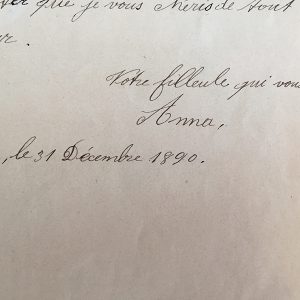 que je vous chéris de tout
Votre filleule qui vous
Anna,
, le 31 Décembre 1890.